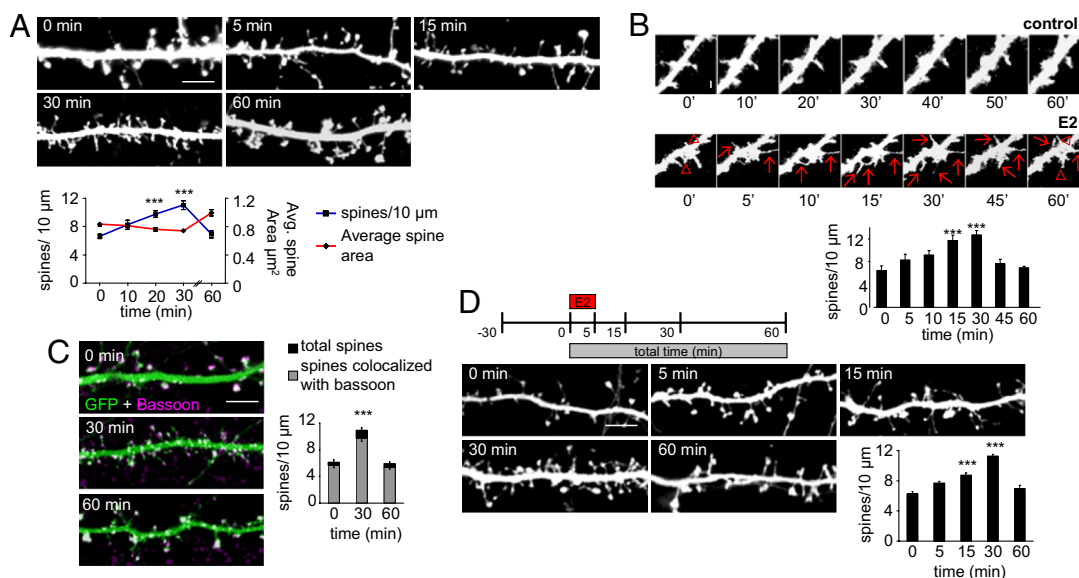 A
0 min
5 min
15 min
30 min
60 min
spines/ 10 μm
12
8
4
0
***
***
1.2
0.8
0.4
0
Avg. spine
Area μm²
0 10 20 30 60
time (min)
spines/10 μm
Average spine
area
B
control
0’ 10’ 20’ 30’ 40’ 50’ 60’
E2
0’ 5’ 10’ 15’ 30’ 45’ 60’
spines/10 μm
12
8
4
0
***
***
0 5 10 15 30 45 60
time (min)
C
0 min
GFP + Bassoon
30 min
60 min
total spines
spines colocalized
with bassoon
spines/10 μm
12
8
4
0
***
0 30 60
time (min)
D
E2
-30 0 5 15 30 60
total time (min)
0 min
5 min
15 min
30 min
60 min
spines/10 μm
12
8
4
0
***
***
0 5 15 30 60
time (min)